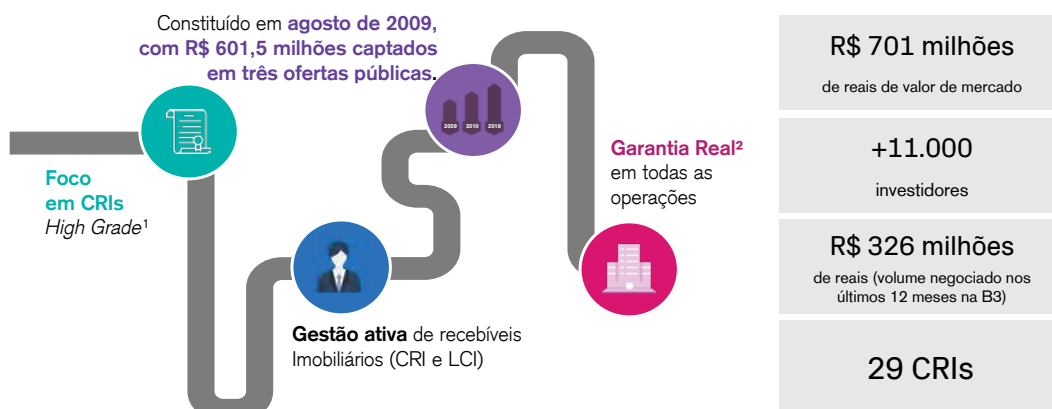 Constituído em agosto de 2009,
com R$ 601,5 milhões captados
em três ofertas públicas.
2009 2010 2018
Foco
em CRIs
High Grade¹
Gestão ativa de recebíveis
Imobiliários (CRI e LCI)
Garantia Real²
em todas as
operações
R$ 701 milhões
de reais de valor de mercado
+11.000
investidores
R$ 326 milhões
de reais (volume negociado nos
últimos 12 meses na B3)
29 CRIs